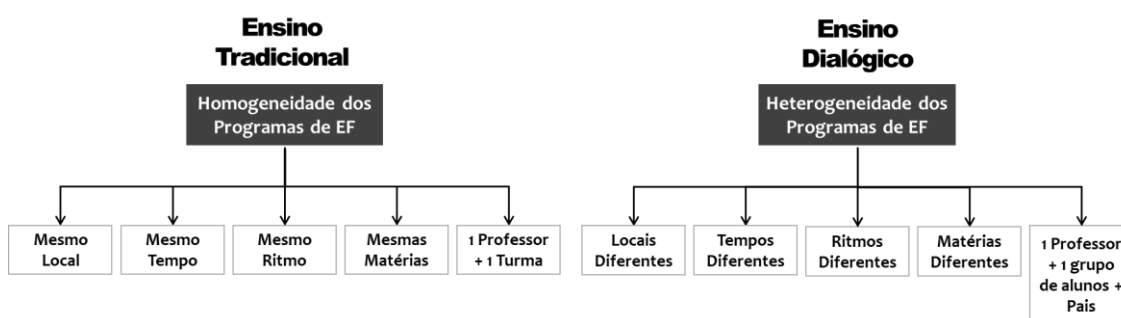 Ensino
Tradicional
Homogeneidade dos
Programas de EF
Mesmo
Local
Mesmo
Tempo
Mesmo
Ritmo
Mesmas
Matérias
1 Professor
+ 1 Turma
Ensino
Dialógico
Heterogeneidade dos
Programas de EF
Locais
Diferentes
Tempos
Diferentes
Ritmos
Diferentes
Matérias
Diferentes
1 Professor
+ 1 grupo
de alunos +
Pais